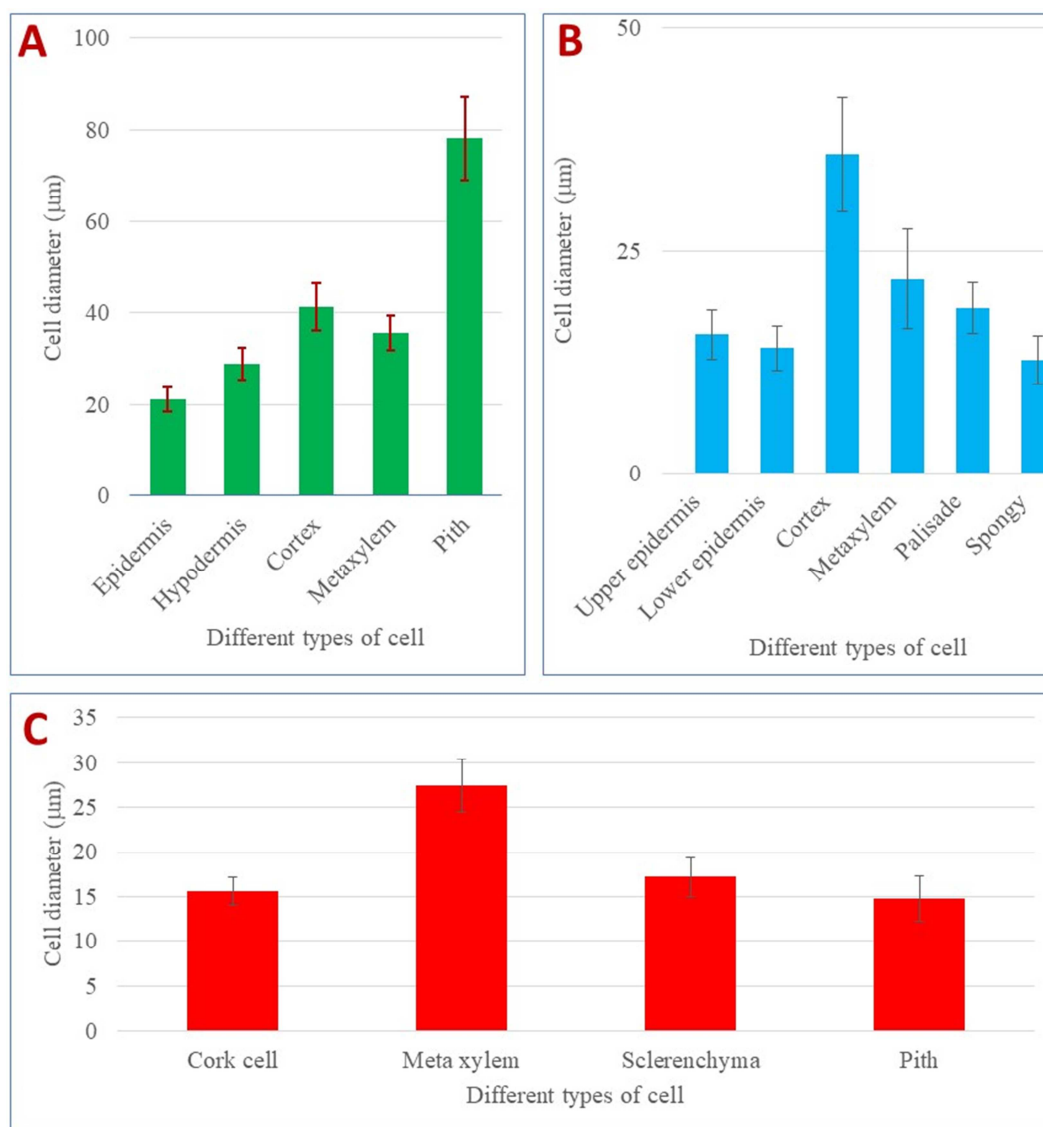 A
100
80
60
40
20
0
Cell diameter (μm)
Epidermis
Hypodermis
Cortex
Metaxylem
Pith
Different types of cell
B
50
25
0
Cell diameter (μm)
Upper epidermis
Lower epidermis
Cortex
Metaxylem
Palisade
Spongy
Different types of cell
C
35
30
25
20
15
10
5
0
Cell diameter (μm)
Cork cell
Meta xylem
Sclerenchyma
Pith
Different types of cell